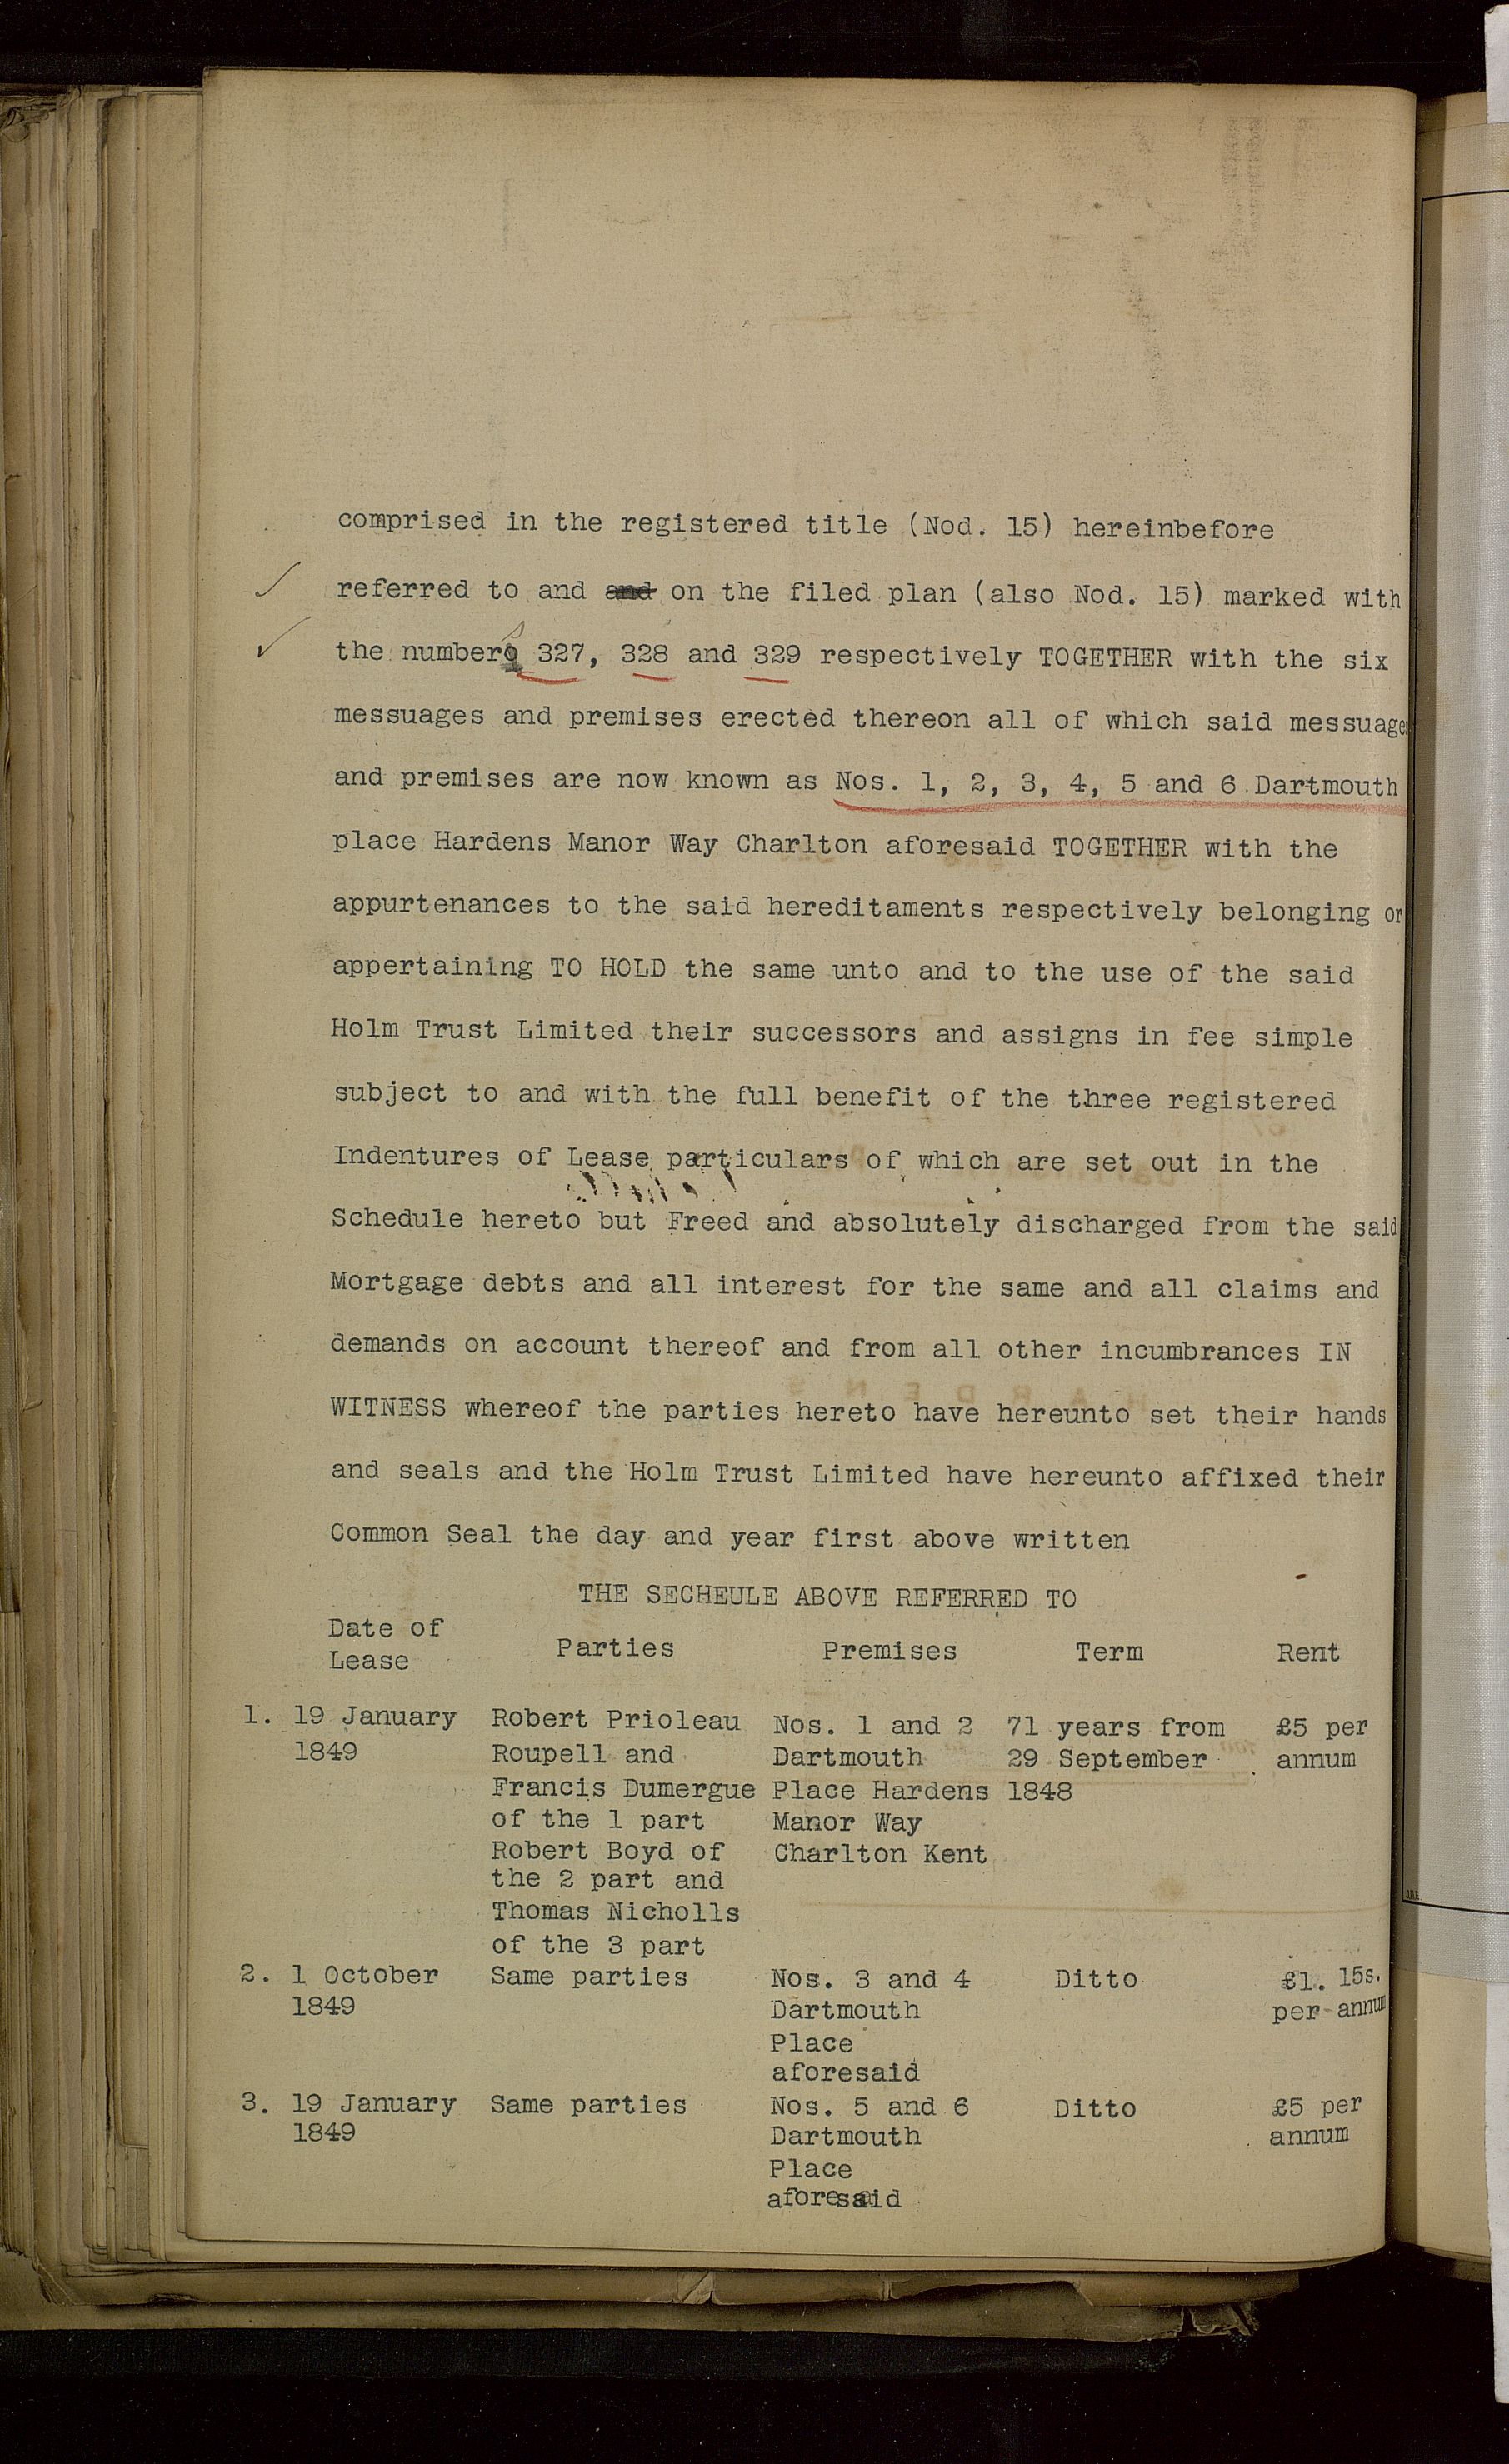 comprised in the registered title (Nod. 15) hereinbefore
referred to and and on the filed plan (also Nod. 15) marked with
the numbers 327, 328 and 329 respectively TOGETHER with the six
messuages and premises erected thereon all of which said messuages
and premises are now known as Nos. 1, 2, 3, 4, 5 and 6 Dartmouth
place Hardens Manor Way Charlton aforesaid TOGETHER with the
appurtenances to the said hereditaments respectively belonging or
appertaining TO HOLD the same unto and to the use of the said
Holm Trust Limited their successors and assigns in fee simple
subject to and with the full benefit of the three registered
Indentures of Lease particulars of which are set out in the
Schedule hereto but Freed and absolutely discharged from the said
Mortgage debts and all interest for the same and all claims and
demands on account thereof and from all other incumbrances IN
WITNESS whereof the parties hereto have hereunto set their hands
and seals and the Holm Trust Limited have hereunto affixed their
Common Seal the day and year first above written
THE SECHEULE ABOVE REFERRED TO
Date of
Lease Parties Premises Term Rent
1. 19 January Robert Prioleau Nos. 1 and 2 71 years from £5 per
1849 Roupell and Dartmouth 29 September annum
Francis Dumergue Place Hardens 1848
of the 1 part Manor Way
Robert Boyd of Charlton Kent
the 2 part and
Thomas Nicholls
of the 3 part
2. 1 October Same parties Nos. 3 and 4 Ditto £1. 15s.
1849 Dartmouth per annum
Place
aforesaid
3. 19 January Same parties Nos. 5 and 6 Ditto £5 per
1849 Dartmouth annum
Place
aforesaid